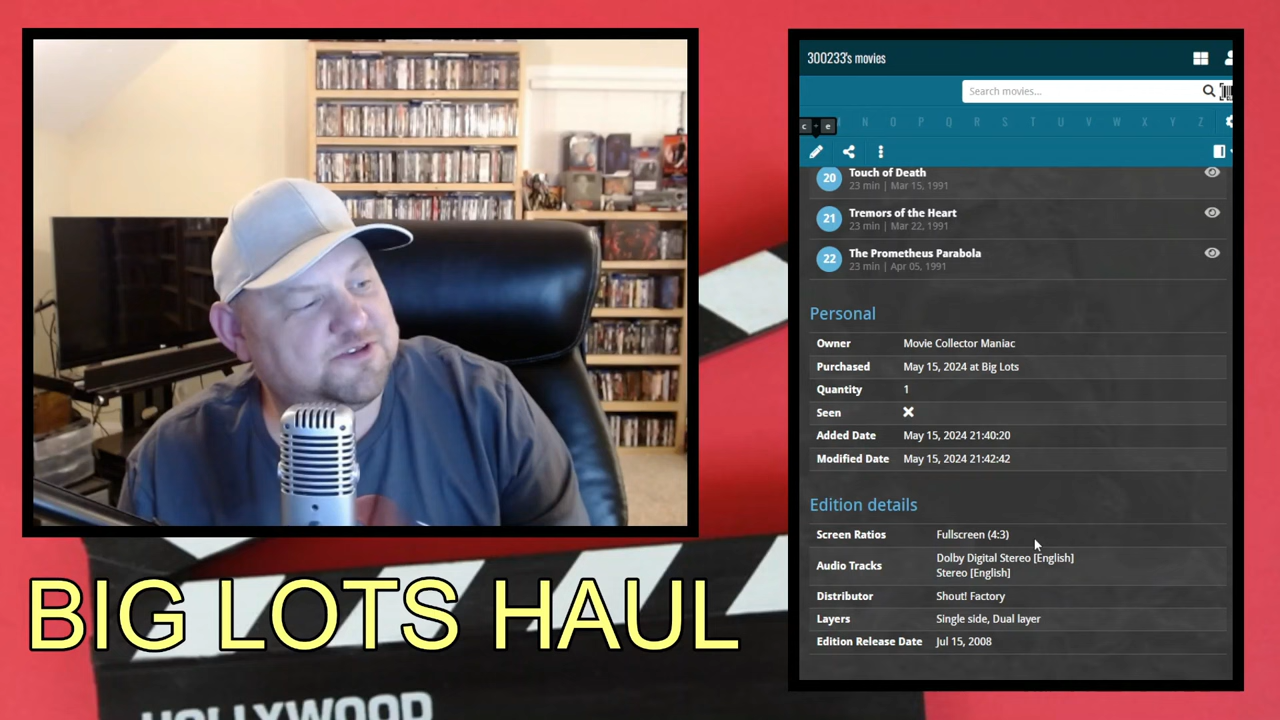 300233's movies
Search movies...
c e N O P Q R S T U V W X Y Z
20 Touch of Death
23 min | Mar 15, 1991
21 Tremors of the Heart
23 min | Mar 22, 1991
22 The Prometheus Parabola
23 min | Apr 05, 1991
Personal
Owner Movie Collector Maniac
Purchased May 15, 2024 at Big Lots
Quantity 1
Seen
Added Date May 15, 2024 21:40:20
Modified Date May 15, 2024 21:42:42
Edition details
Screen Ratios Fullscreen (4:3)
Audio Tracks Dolby Digital Stereo [English]
Stereo [English]
Distributor Shout! Factory
Layers Single side, Dual layer
Edition Release Date Jul 15, 2008
BIG LOTS HAUL
HOLLYWOOD